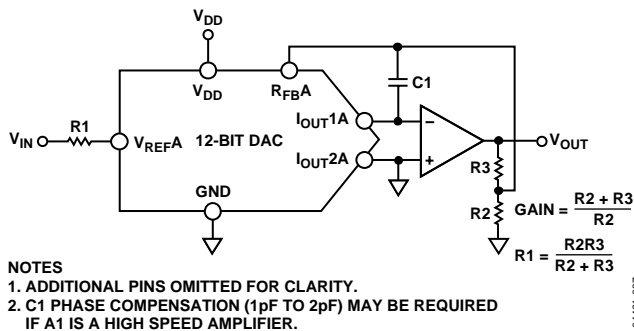 VDD
VDD
RFBA
C1
IOUT1A
VIN
R1
VREFA
12-BIT DAC
IOUT2A
−
+
VOUT
R3
R2
GND
GAIN = R2 + R3 / R2
R1 = R2R3 / R2 + R3
NOTES
1. ADDITIONAL PINS OMITTED FOR CLARITY.
2. C1 PHASE COMPENSATION (1pF TO 2pF) MAY BE REQUIRED
IF A1 IS A HIGH SPEED AMPLIFIER.